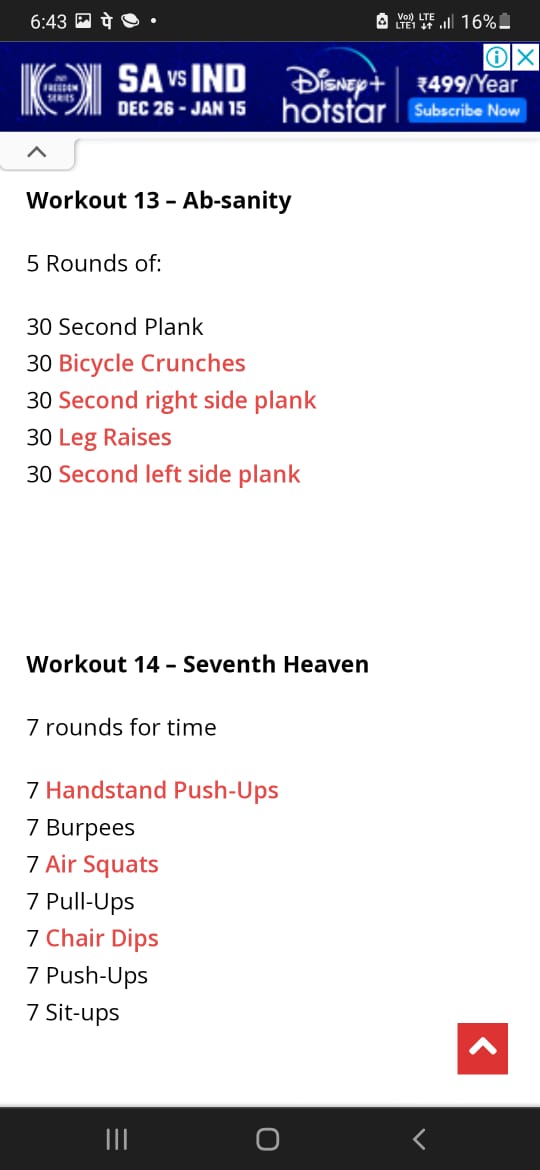 6:43 पे
Vo)) LTE
LTE1 16%
2021
FREEDOM
SERIES
SA VS IND
DEC 26 - JAN 15
Disney+
hotstar
₹499/Year
Subscribe Now
Workout 13 – Ab-sanity
5 Rounds of:
30 Second Plank
30 Bicycle Crunches
30 Second right side plank
30 Leg Raises
30 Second left side plank
Workout 14 – Seventh Heaven
7 rounds for time
7 Handstand Push-Ups
7 Burpees
7 Air Squats
7 Pull-Ups
7 Chair Dips
7 Push-Ups
7 Sit-ups